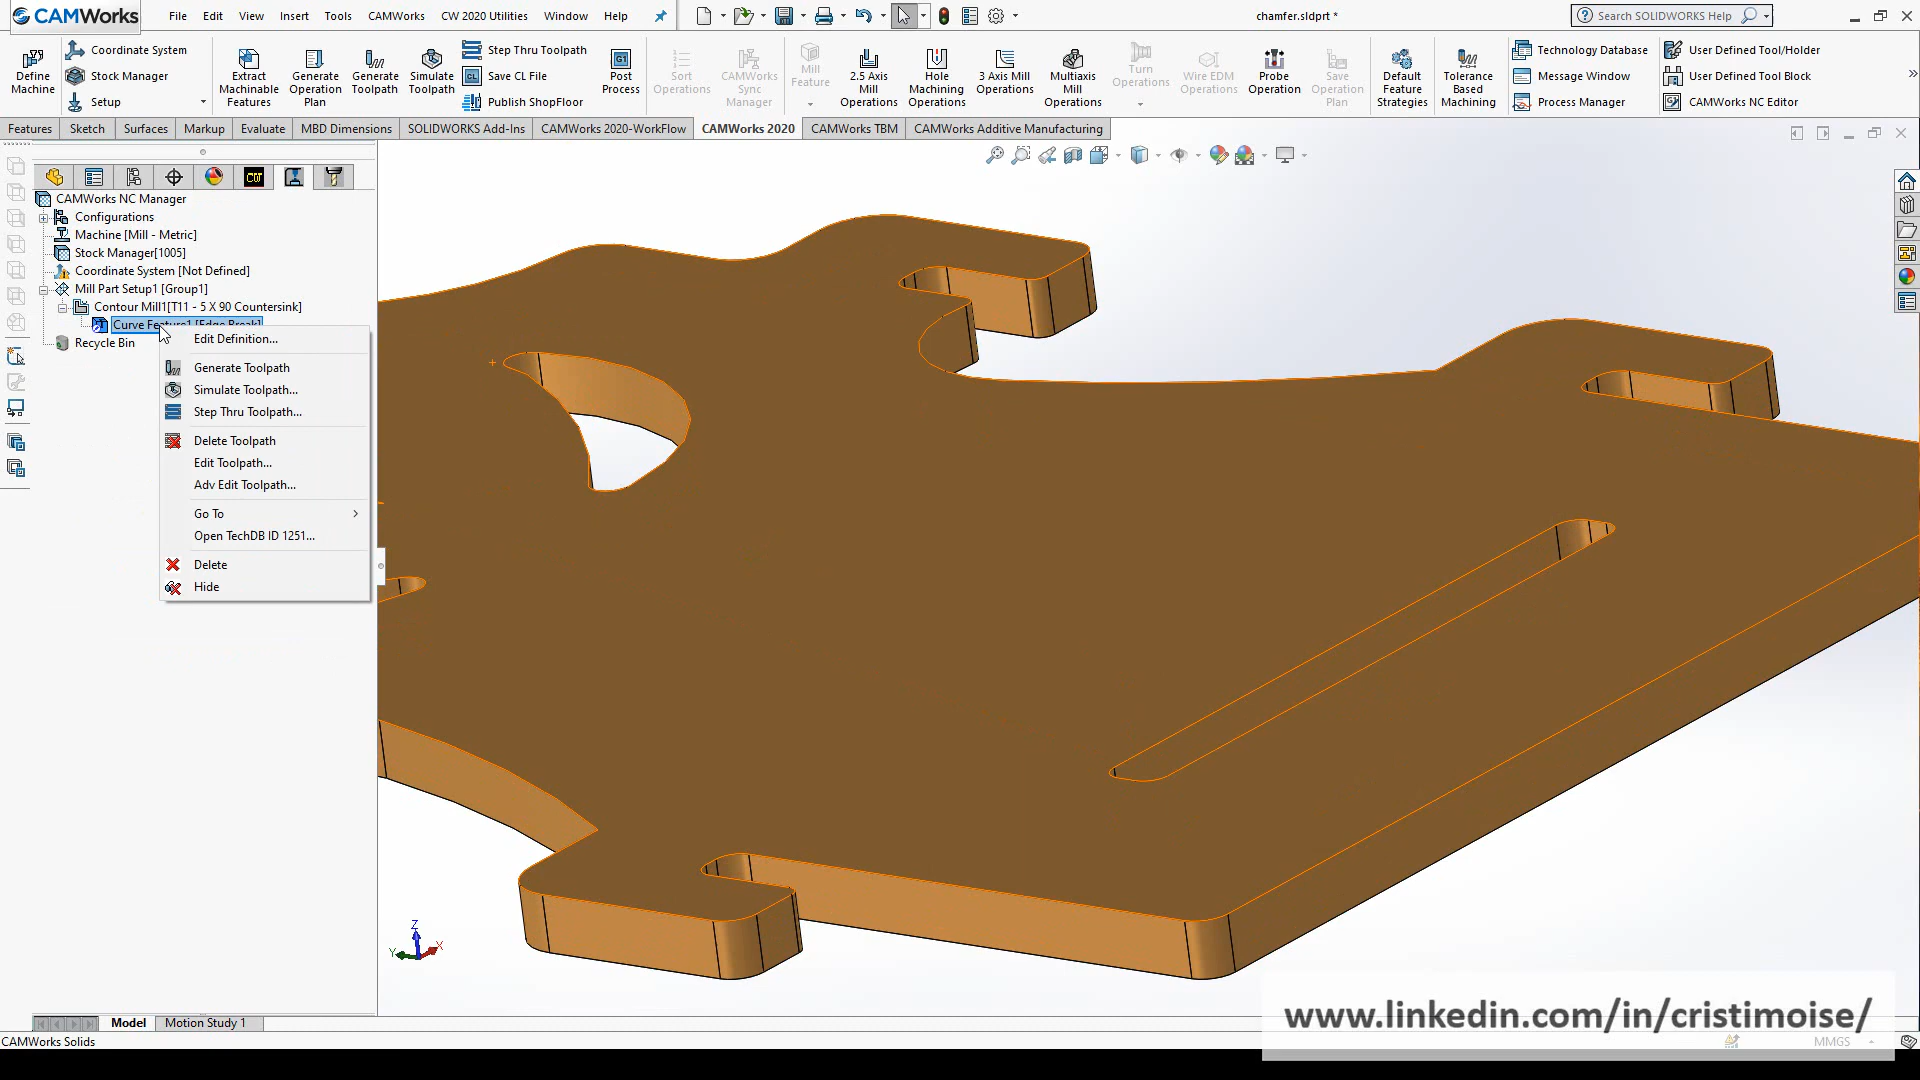 CAMWorks
File Edit View Insert Tools CAMWorks CW 2020 Utilities Window Help
chamfer.sldprt *
Search SOLIDWORKS Help
Define Machine
Coordinate System
Stock Manager
Setup
Extract Machinable Features
Generate Operation Plan
Generate Toolpath
Simulate Toolpath
Step Thru Toolpath
Save CL File
Publish ShopFloor
Post Process
Sort Operations
CAMWorks Sync Manager
Mill Feature
2.5 Axis Mill Operations
Hole Machining Operations
3 Axis Mill Operations
Multiaxis Mill Operations
Turn Operations
Wire EDM Operations
Probe Operation
Save Operation Plan
Default Feature Strategies
Tolerance Based Machining
Technology Database
Message Window
Process Manager
User Defined Tool/Holder
User Defined Tool Block
CAMWorks NC Editor
Features Sketch Surfaces Markup Evaluate MBD Dimensions SOLIDWORKS Add-Ins CAMWorks 2020-WorkFlow CAMWorks 2020 CAMWorks TBM CAMWorks Additive Manufacturing
CAMWorks NC Manager
Configurations
Machine [Mill - Metric]
Stock Manager[1005]
Coordinate System [Not Defined]
Mill Part Setup1 [Group1]
Contour Mill1[T11 - 5 X 90 Countersink]
Curve Feature1 [Edge Break]
Recycle Bin
Edit Definition...
Generate Toolpath
Simulate Toolpath...
Step Thru Toolpath...
Delete Toolpath
Edit Toolpath...
Adv Edit Toolpath...
Go To
Open TechDB ID 1251...
Delete
Hide
Z
Y
X
www.linkedin.com/in/cristimoise/
Model Motion Study 1
CAMWorks Solids
MMGS